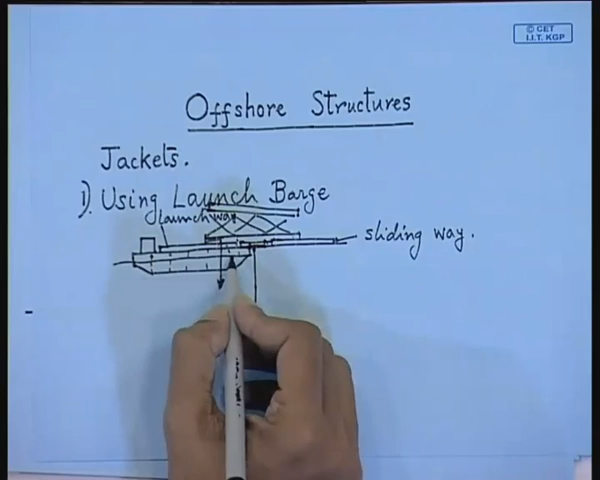 © CET
I.I.T. KGP
Offshore Structures
Jackets.
1). Using Launch Barge
launch way
sliding way.